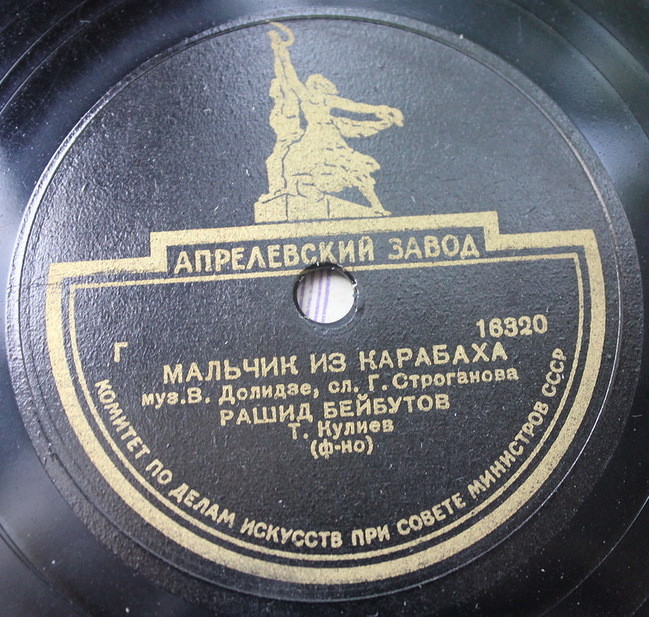 АПРЕЛЕВСКИЙ ЗАВОД
Г
16320
МАЛЬЧИК ИЗ КАРАБАХА
муз. В. Долидзе, сл. Г. Строганова
РАШИД БЕЙБУТОВ
Т. Кулиев
(ф-но)
КОМИТЕТ ПО ДЕЛАМ ИСКУССТВ ПРИ СОВЕТЕ МИНИСТРОВ СССР